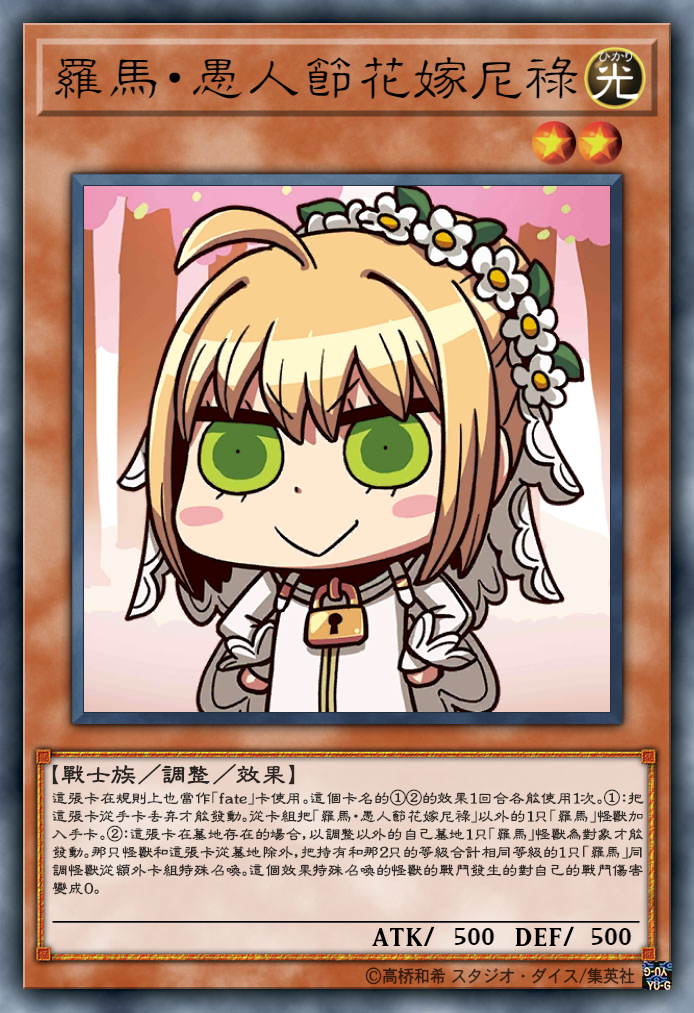 羅馬・愚人節花嫁尼祿
ひかり
光
【戰士族／調整／效果】
這張卡在規則上也當作「fate」卡使用。這個卡名的①②的效果1回合各能使用1次。①：把
這張卡從手卡丟棄才能發動。從卡組把「羅馬・愚人節花嫁尼祿」以外的1只「羅馬」怪獸加
入手卡。②：這張卡在墓地存在的場合，以調整以外的自己墓地1只「羅馬」怪獸為對象才能
發動。那只怪獸和這張卡從墓地除外，把持有和那2只的等級合計相同等級的1只「羅馬」同
調怪獸從額外卡組特殊召喚。這個效果特殊召喚的怪獸的戰鬥發生的對自己的戰鬥傷害
變成0。
ATK/ 500 DEF/ 500
©高桥和希 スタジオ・ダイス/集英社
YU-G
YU-G